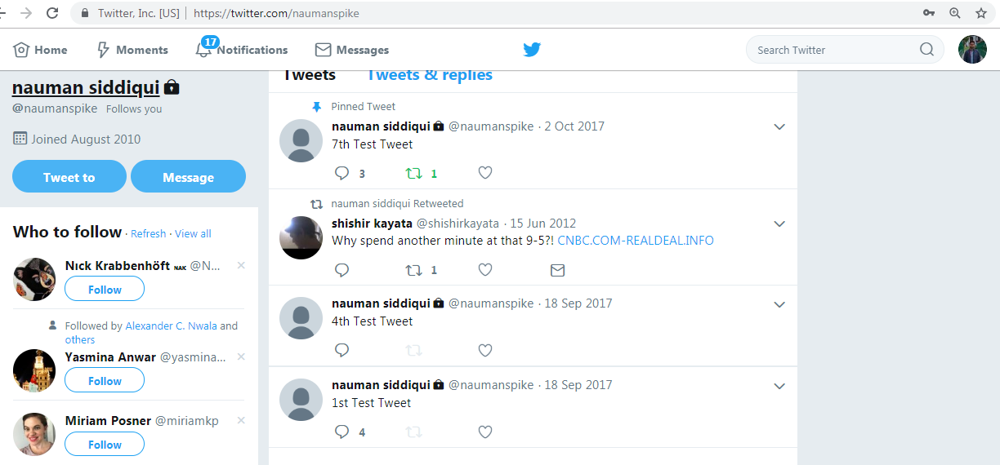 Twitter, Inc. [US] | https://twitter.com/naumanspike
Home Moments 17 Notifications Messages Search Twitter
nauman siddiqui
@naumanspike Follows you
Joined August 2010
Tweet to Message
Who to follow · Refresh · View all
Nıck Krabbenhöft NAK @N...
Follow
Followed by Alexander C. Nwala and
others
Yasmina Anwar @yasmina...
Follow
Miriam Posner @miriamkp
Follow
Tweets Tweets & replies
Pinned Tweet
nauman siddiqui @naumanspike · 2 Oct 2017
7th Test Tweet
3 1
nauman siddiqui Retweeted
shishir kayata @shishirkayata · 15 Jun 2012
Why spend another minute at that 9-5?! CNBC.COM-REALDEAL.INFO
1
nauman siddiqui @naumanspike · 18 Sep 2017
4th Test Tweet
nauman siddiqui @naumanspike · 18 Sep 2017
1st Test Tweet
4